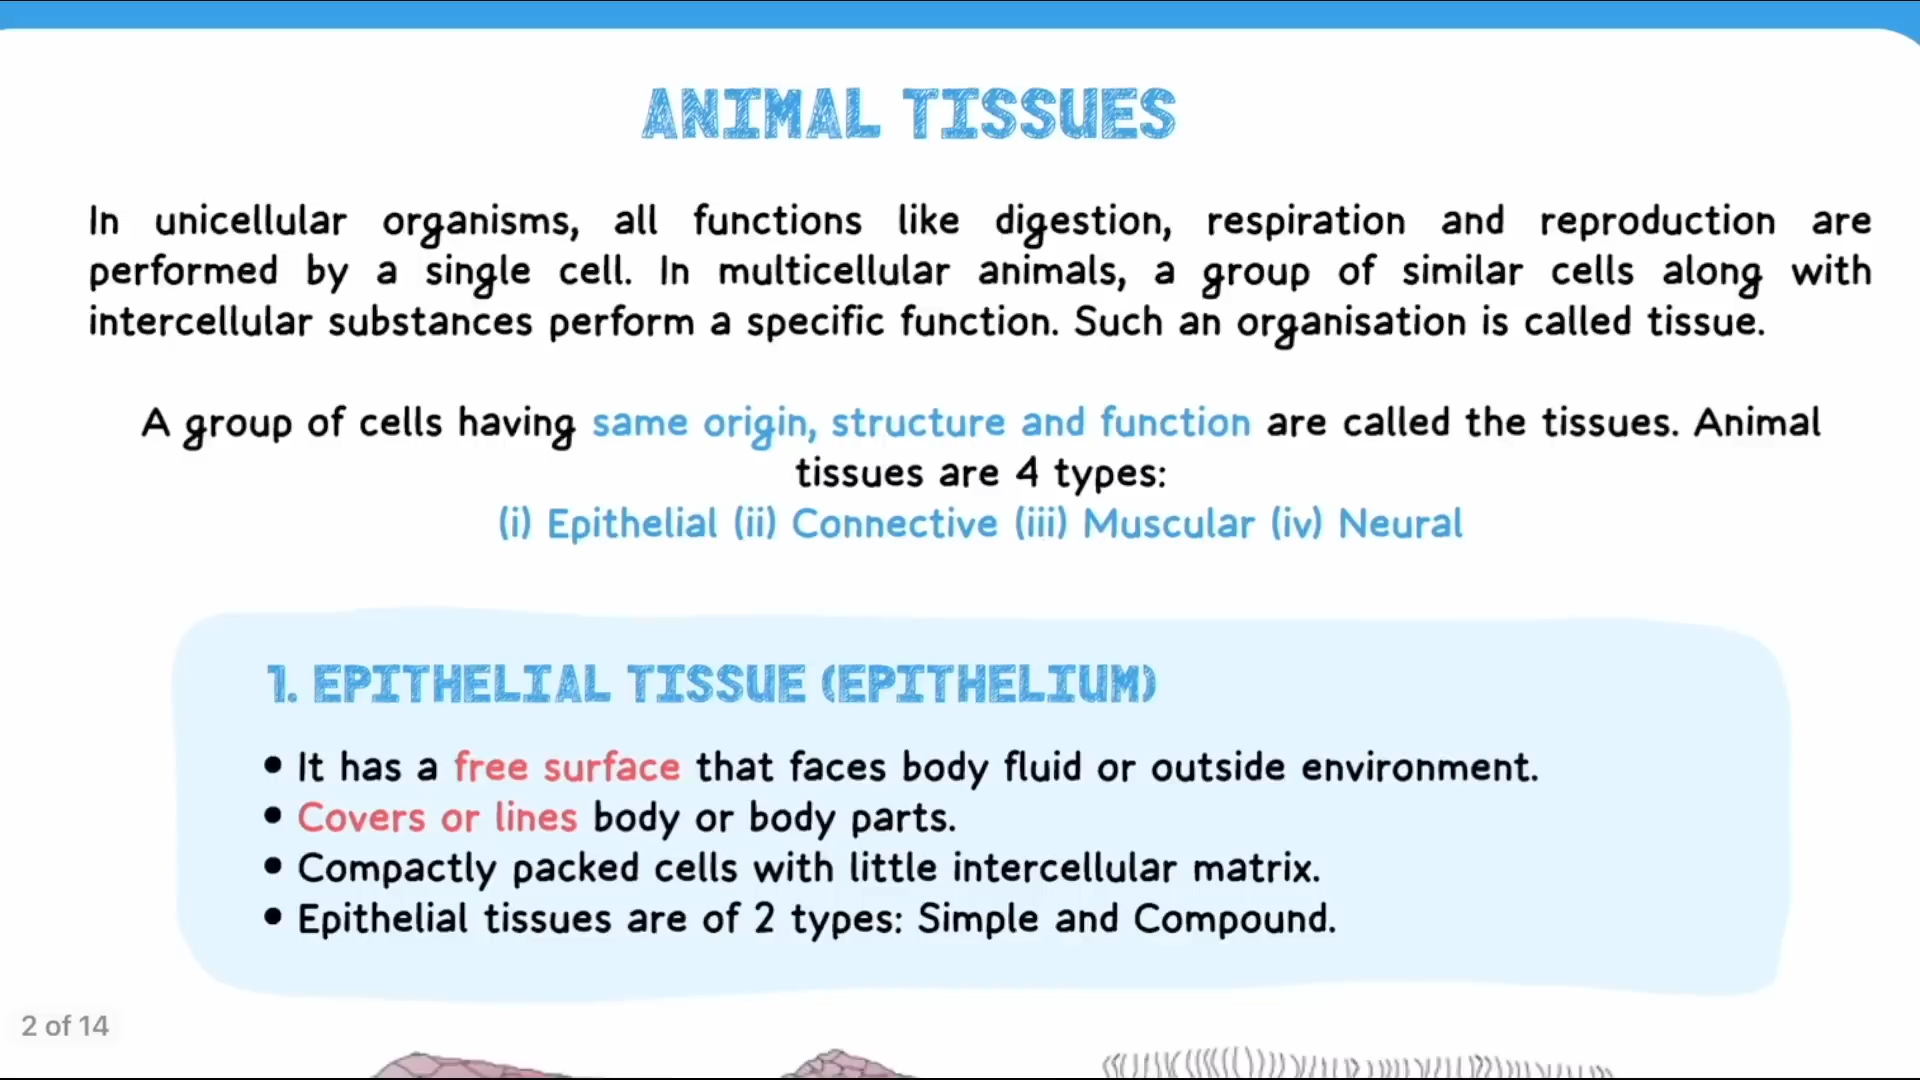 ANIMAL TISSUES
In unicellular organisms, all functions like digestion, respiration and reproduction are
performed by a single cell. In multicellular animals, a group of similar cells along with
intercellular substances perform a specific function. Such an organisation is called tissue.
A group of cells having same origin, structure and function are called the tissues. Animal
tissues are 4 types:
(i) Epithelial (ii) Connective (iii) Muscular (iv) Neural
1. EPITHELIAL TISSUE (EPITHELIUM)
• It has a free surface that faces body fluid or outside environment.
• Covers or lines body or body parts.
• Compactly packed cells with little intercellular matrix.
• Epithelial tissues are of 2 types: Simple and Compound.
2 of 14